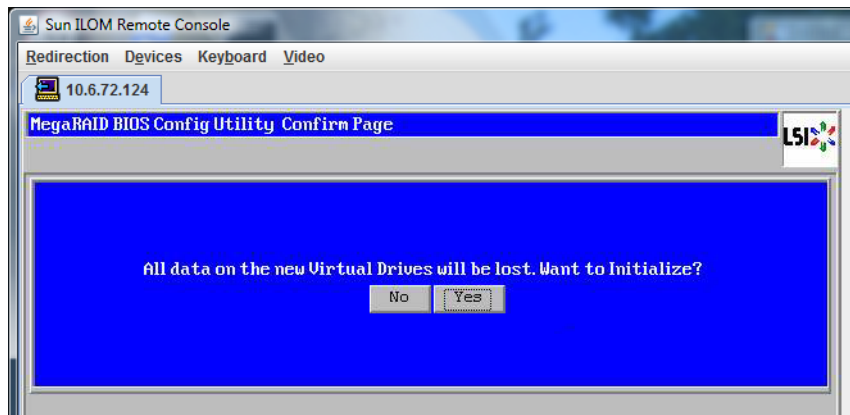 Sun ILOM Remote Console
Redirection Devices Keyboard Video
10.6.72.124
MegaRAID BIOS Config Utility Confirm Page
LSI
All data on the new Virtual Drives will be lost. Want to Initialize?
No Yes